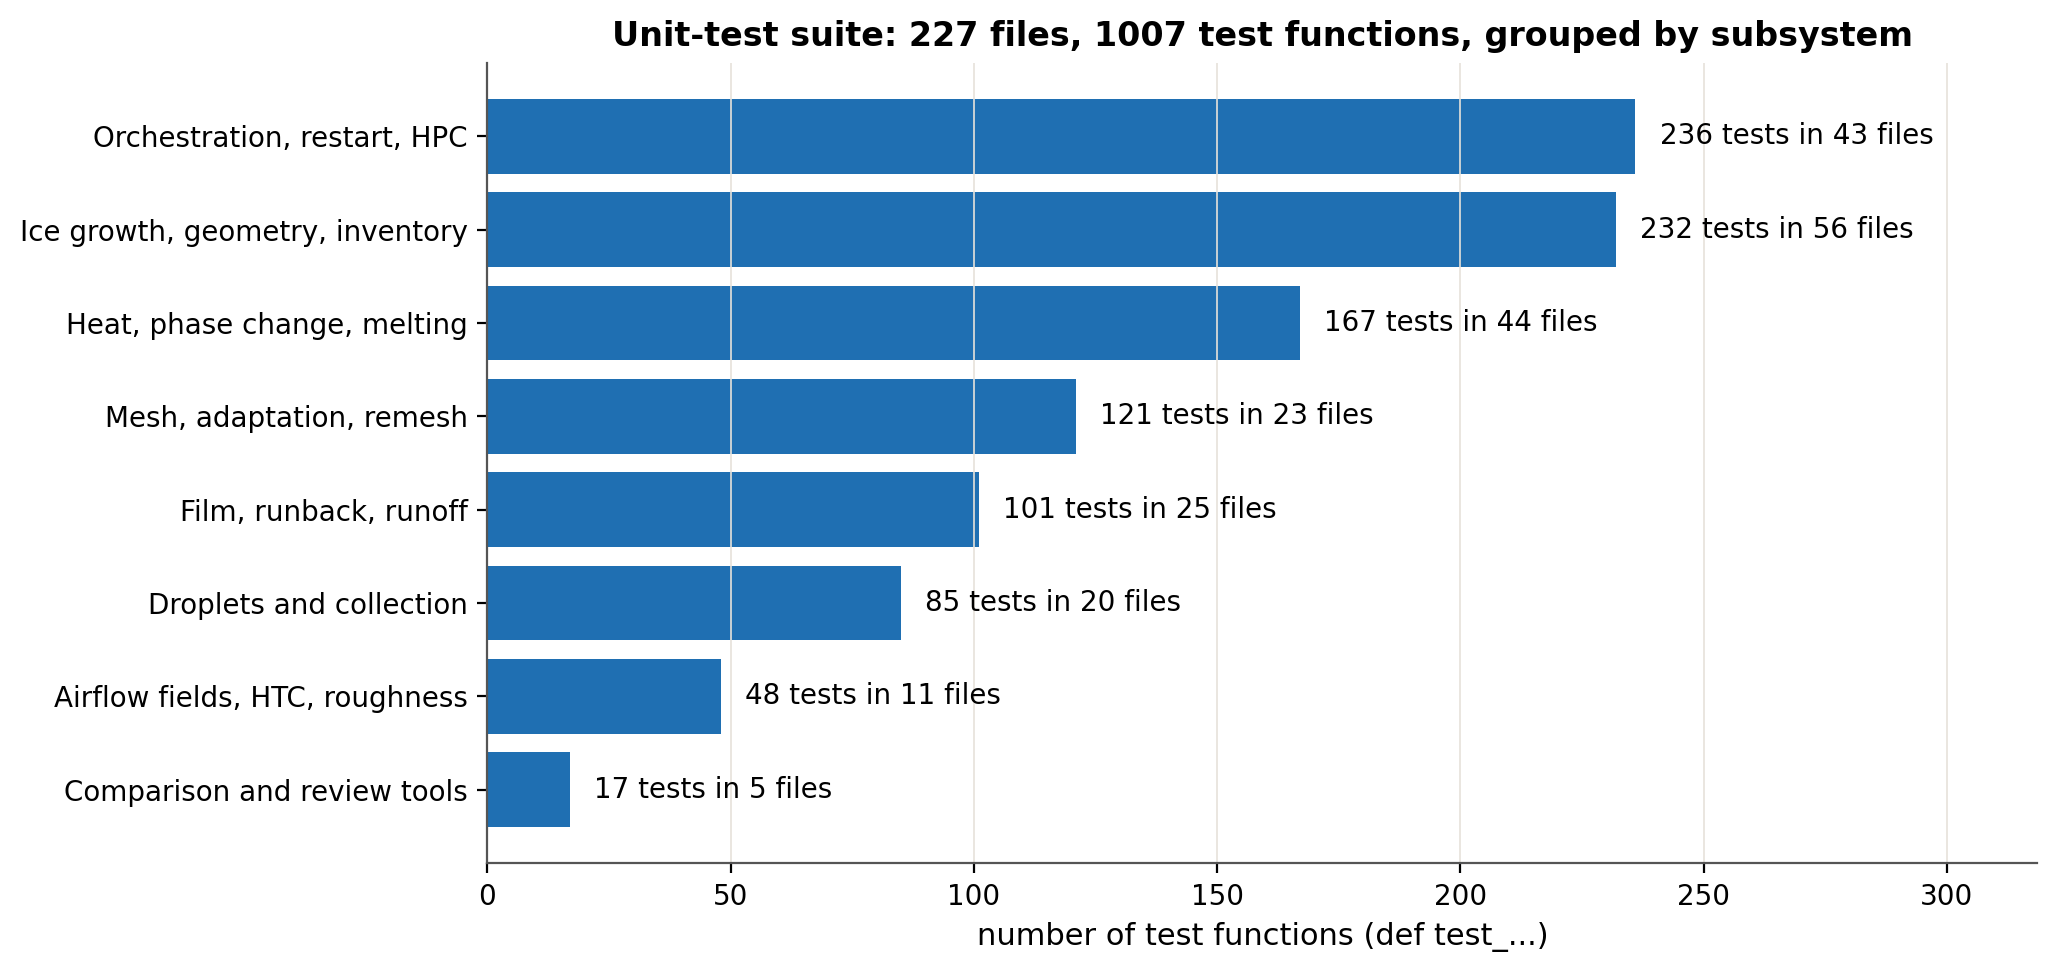 Unit-test suite: 227 files, 1007 test functions, grouped by subsystem
Orchestration, restart, HPC
236 tests in 43 files
Ice growth, geometry, inventory
232 tests in 56 files
Heat, phase change, melting
167 tests in 44 files
Mesh, adaptation, remesh
121 tests in 23 files
Film, runback, runoff
101 tests in 25 files
Droplets and collection
85 tests in 20 files
Airflow fields, HTC, roughness
48 tests in 11 files
Comparison and review tools
17 tests in 5 files
0 50 100 150 200 250 300
number of test functions (def test_...)